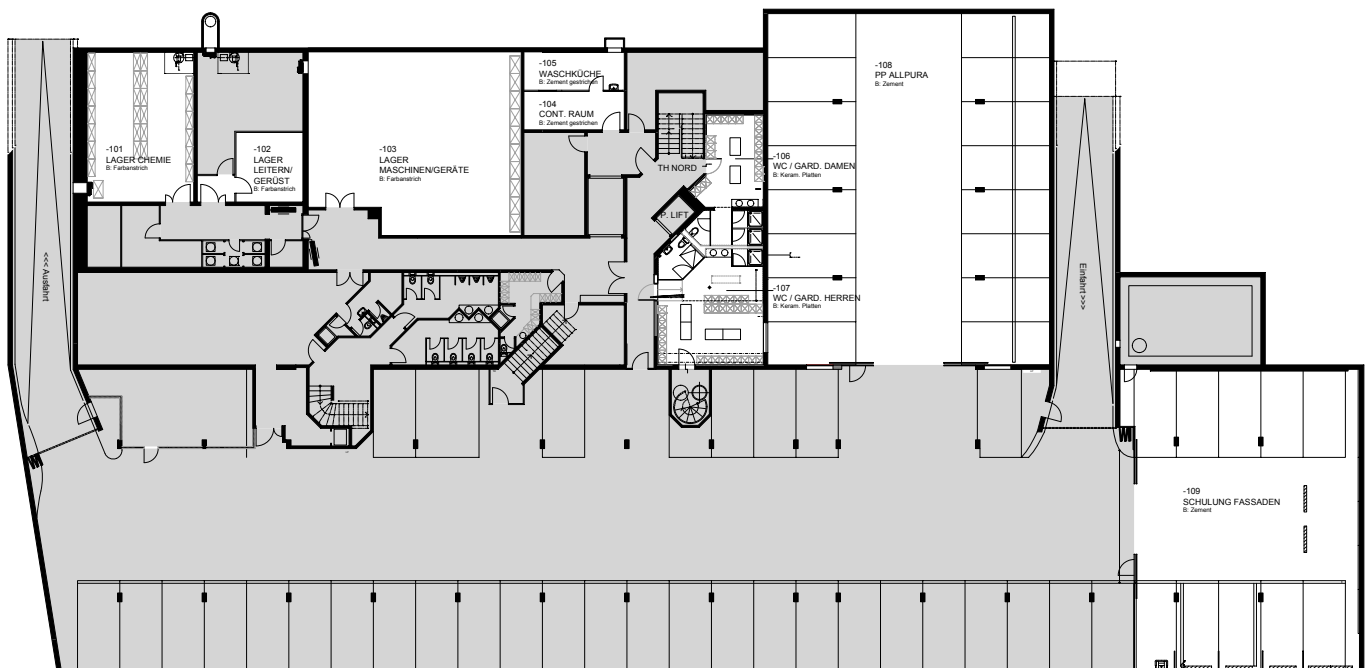 -101
LAGER CHEMIE
B: Farbanstrich
-102
LAGER
LEITERN/
GERÜST
B: Farbanstrich
-103
LAGER
MASCHINEN/GERÄTE
B: Farbanstrich
-105
WASCHKÜCHE
B: Zement gestrichen
-104
CONT. RAUM
B: Zement gestrichen
-108
PP ALLPURA
B: Zement
TH NORD
-106
WC / GARD. DAMEN
B: Keram. Platten
P. LIFT
-107
WC / GARD. HERREN
B: Keram. Platten
<<< Ausfahrt
Einfahrt >>>
-109
SCHULUNG FASSADEN
B: Zement